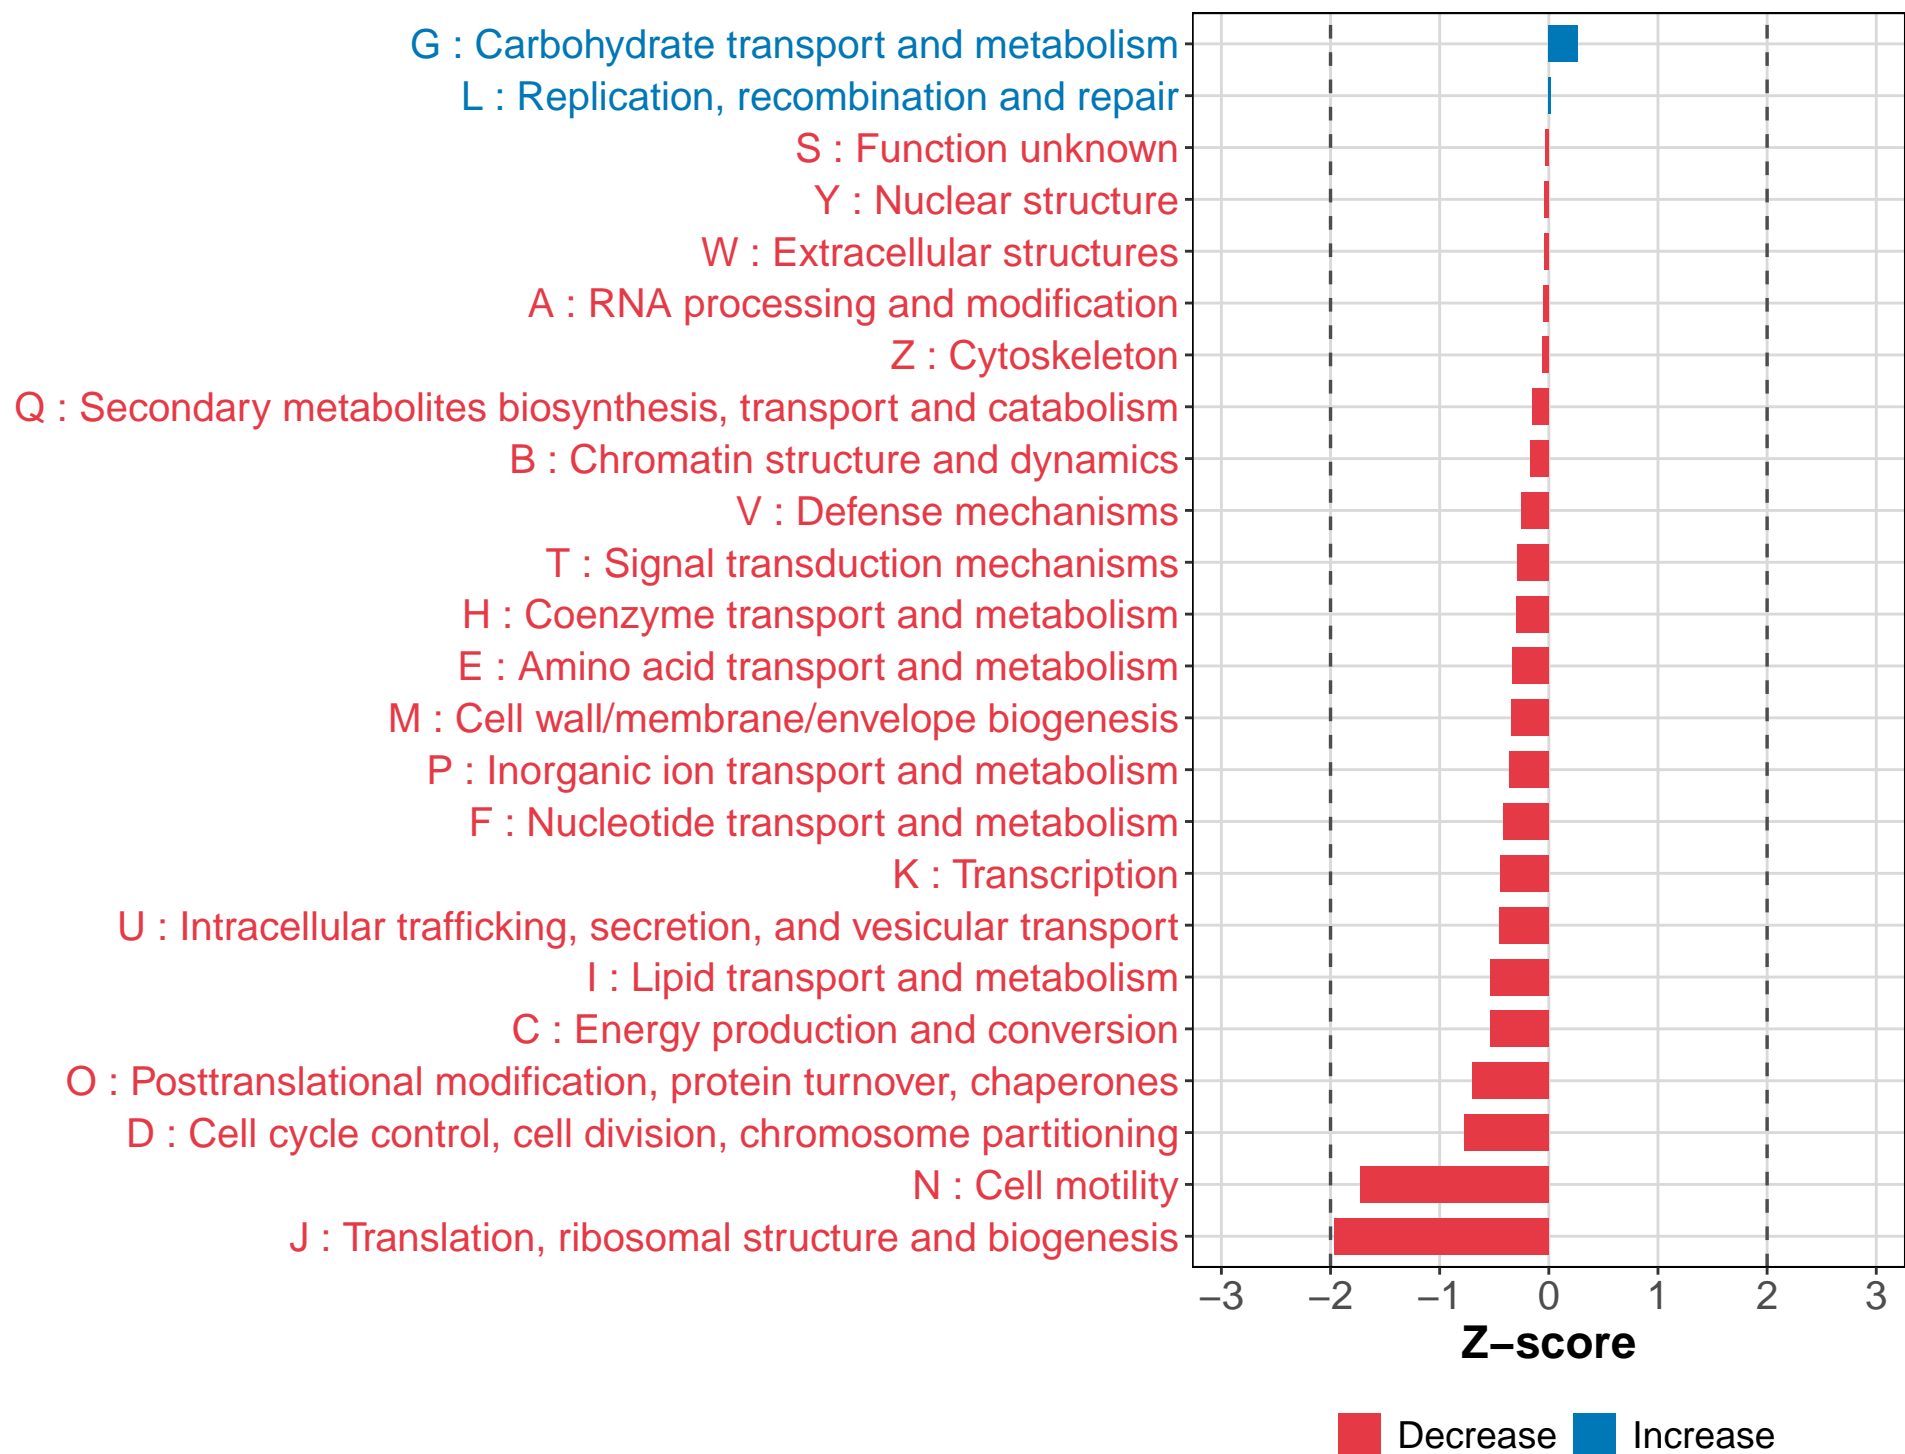 G : Carbohydrate transport and metabolism
L : Replication, recombination and repair
S : Function unknown
Y : Nuclear structure
W : Extracellular structures
A : RNA processing and modification
Z : Cytoskeleton
Q : Secondary metabolites biosynthesis, transport and catabolism
B : Chromatin structure and dynamics
V : Defense mechanisms
T : Signal transduction mechanisms
H : Coenzyme transport and metabolism
E : Amino acid transport and metabolism
M : Cell wall/membrane/envelope biogenesis
P : Inorganic ion transport and metabolism
F : Nucleotide transport and metabolism
K : Transcription
U : Intracellular trafficking, secretion, and vesicular transport
I : Lipid transport and metabolism
C : Energy production and conversion
O : Posttranslational modification, protein turnover, chaperones
D : Cell cycle control, cell division, chromosome partitioning
N : Cell motility
J : Translation, ribosomal structure and biogenesis
−3 −2 −1 0 1 2 3
Z−score
Decrease Increase